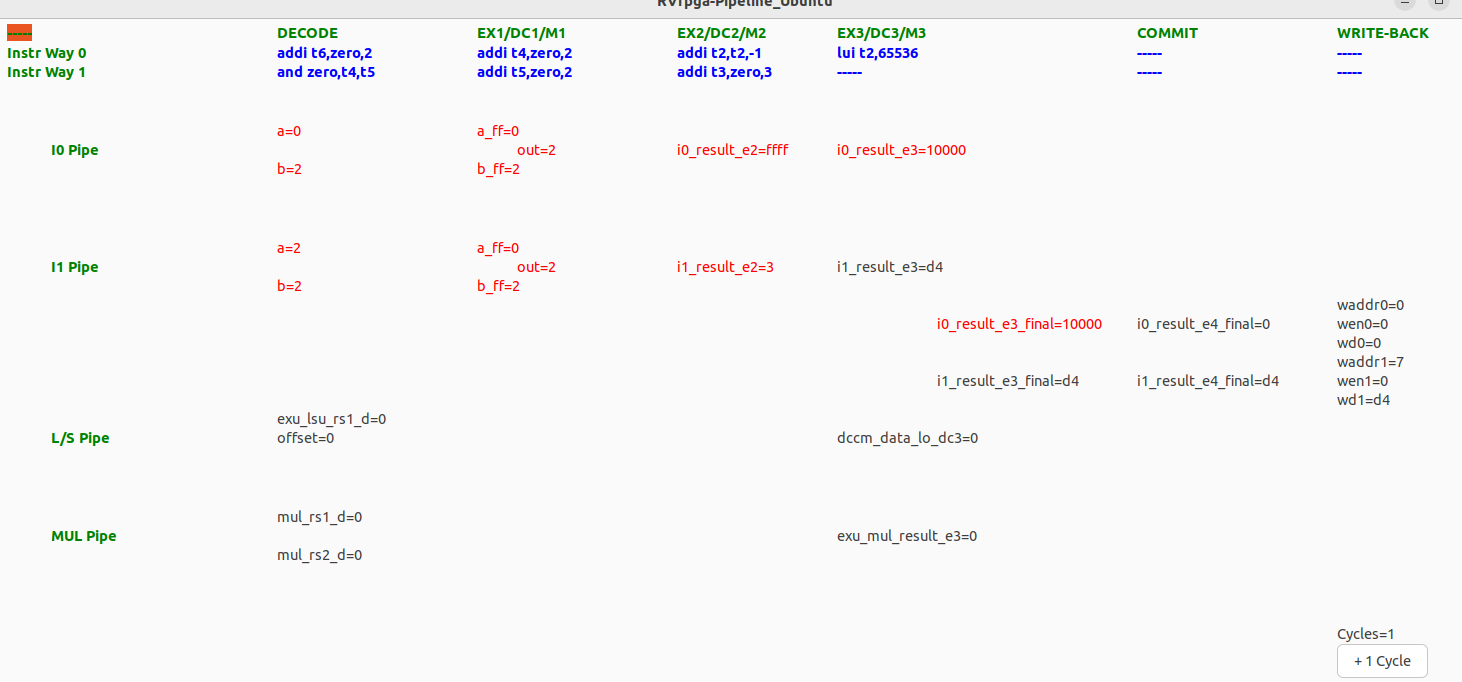 RVfpga-Pipeline_Ubuntu
----- DECODE EX1/DC1/M1 EX2/DC2/M2 EX3/DC3/M3 COMMIT WRITE-BACK
Instr Way 0 addi t6,zero,2 addi t4,zero,2 addi t2,t2,-1 lui t2,65536 ----- -----
Instr Way 1 and zero,t4,t5 addi t5,zero,2 addi t3,zero,3 ----- ----- -----
a=0 a_ff=0
I0 Pipe out=2 i0_result_e2=ffff i0_result_e3=10000
b=2 b_ff=2
a=2 a_ff=0
I1 Pipe out=2 i1_result_e2=3 i1_result_e3=d4
b=2 b_ff=2
waddr0=0
i0_result_e3_final=10000 i0_result_e4_final=0 wen0=0
wd0=0
waddr1=7
i1_result_e3_final=d4 i1_result_e4_final=d4 wen1=0
wd1=d4
exu_lsu_rs1_d=0
L/S Pipe offset=0 dccm_data_lo_dc3=0
mul_rs1_d=0
MUL Pipe exu_mul_result_e3=0
mul_rs2_d=0
Cycles=1
+ 1 Cycle